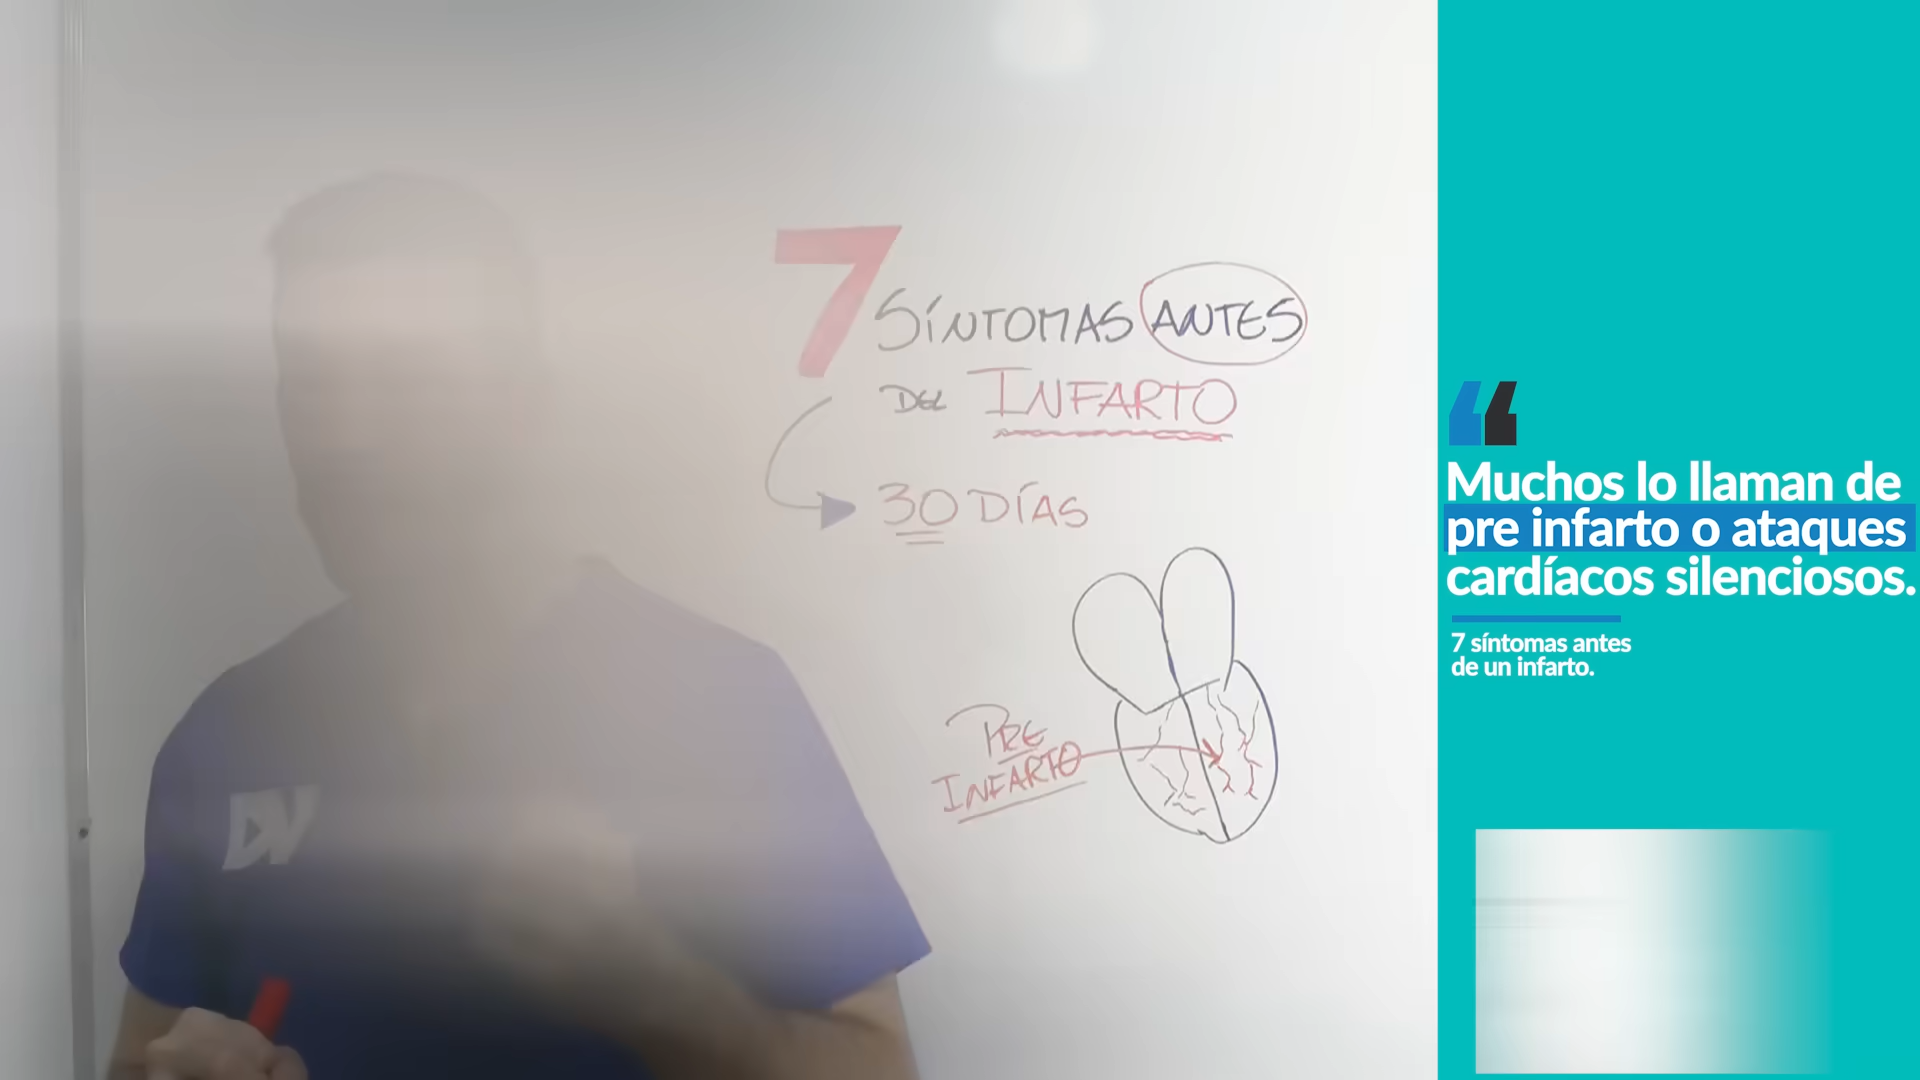 7 SÍNTOMAS ANTES
DEL INFARTO
30 DÍAS
PRE
INFARTO
DV
Muchos lo llaman de
pre infarto o ataques
cardíacos silenciosos.
7 síntomas antes
de un infarto.